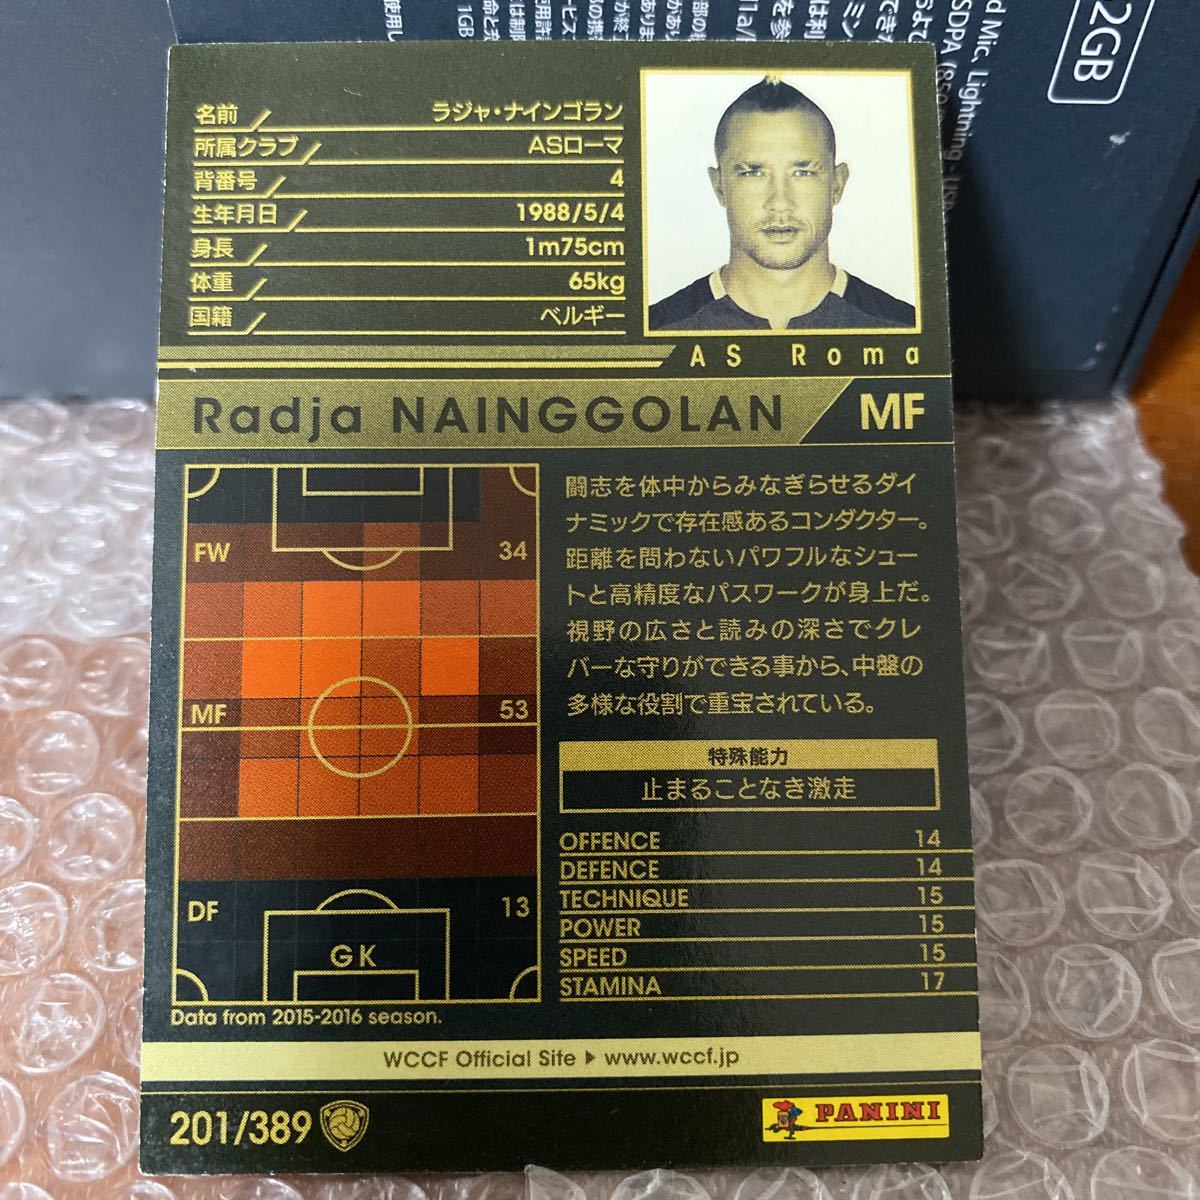 名前 ラジャ・ナインゴラン
所属クラブ ASローマ
背番号 4
生年月日 1988/5/4
身長 1m75cm
体重 65kg
国籍 ベルギー
AS Roma
Radja NAINGGOLAN MF
FW 34
MF 53
DF 13
GK
Data from 2015-2016 season.
闘志を体中からみなぎらせるダイ
ナミックで存在感あるコンダクター。
距離を問わないパワフルなシュー
トと高精度なパスワークが身上だ。
視野の広さと読みの深さでクレ
バーな守りができる事から、中盤の
多様な役割で重宝されている。
特殊能力
止まることなき激走
OFFENCE 14
DEFENCE 14
TECHNIQUE 15
POWER 15
SPEED 15
STAMINA 17
WCCF Official Site ▶ www.wccf.jp
201/389
PANINI
2GB
Mic, Lightning